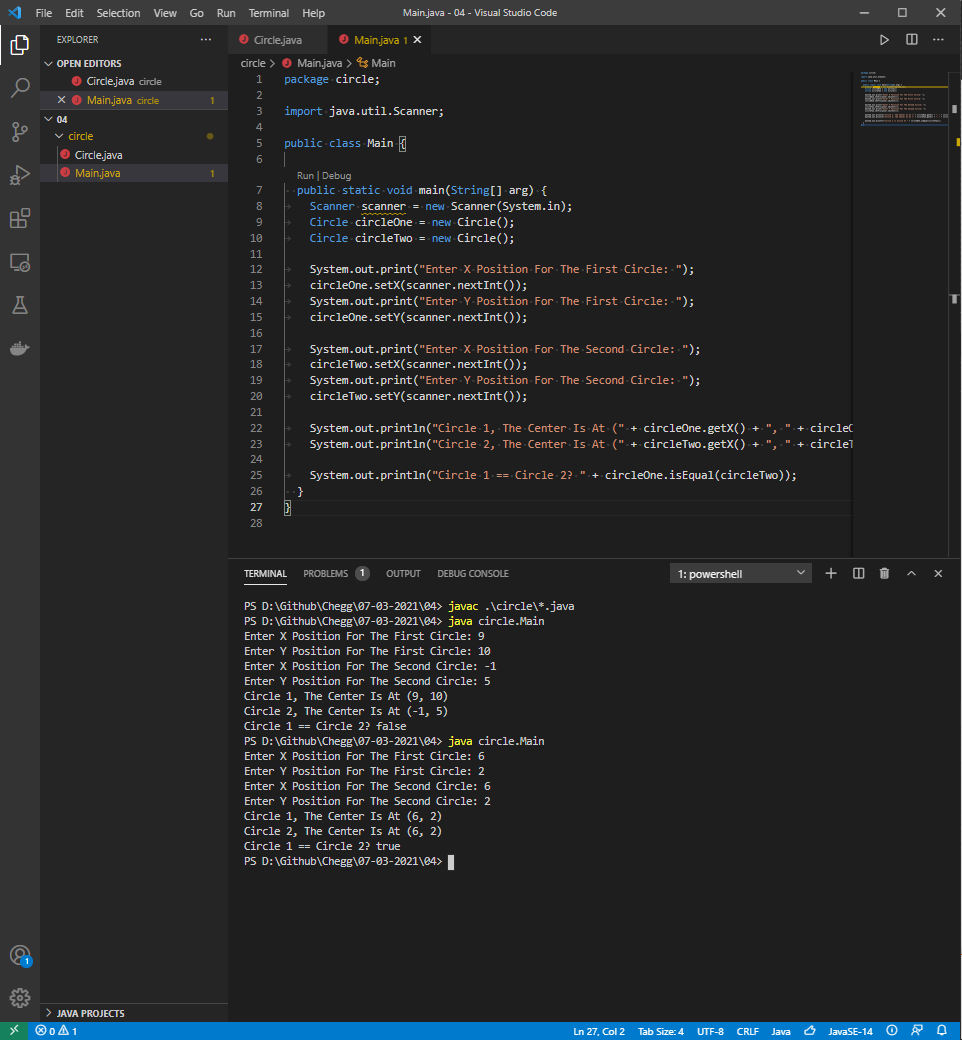 File Edit Selection View Go Run Terminal Help Main.java - 04 - Visual Studio Code
EXPLORER
OPEN EDITORS
Circle.java circle
Main.java circle 1
04
circle
Circle.java
Main.java 1
JAVA PROJECTS
Circle.java Main.java 1
circle > Main.java > Main
1 package circle;
2
3 import java.util.Scanner;
4
5 public class Main {
6
Run | Debug
7 public static void main(String[] arg) {
8 Scanner scanner = new Scanner(System.in);
9 Circle circleOne = new Circle();
10 Circle circleTwo = new Circle();
11
12 System.out.print("Enter X Position For The First Circle: ");
13 circleOne.setX(scanner.nextInt());
14 System.out.print("Enter Y Position For The First Circle: ");
15 circleOne.setY(scanner.nextInt());
16
17 System.out.print("Enter X Position For The Second Circle: ");
18 circleTwo.setX(scanner.nextInt());
19 System.out.print("Enter Y Position For The Second Circle: ");
20 circleTwo.setY(scanner.nextInt());
21
22 System.out.println("Circle 1, The Center Is At (" + circleOne.getX() + ", " + circleO
23 System.out.println("Circle 2, The Center Is At (" + circleTwo.getX() + ", " + circleT
24
25 System.out.println("Circle 1 == Circle 2? " + circleOne.isEqual(circleTwo));
26 }
27 }
28
TERMINAL PROBLEMS 1 OUTPUT DEBUG CONSOLE 1: powershell
PS D:\Github\Chegg\07-03-2021\04> javac .\circle\*.java
PS D:\Github\Chegg\07-03-2021\04> java circle.Main
Enter X Position For The First Circle: 9
Enter Y Position For The First Circle: 10
Enter X Position For The Second Circle: -1
Enter Y Position For The Second Circle: 5
Circle 1, The Center Is At (9, 10)
Circle 2, The Center Is At (-1, 5)
Circle 1 == Circle 2? false
PS D:\Github\Chegg\07-03-2021\04> java circle.Main
Enter X Position For The First Circle: 6
Enter Y Position For The First Circle: 2
Enter X Position For The Second Circle: 6
Enter Y Position For The Second Circle: 2
Circle 1, The Center Is At (6, 2)
Circle 2, The Center Is At (6, 2)
Circle 1 == Circle 2? true
PS D:\Github\Chegg\07-03-2021\04>
1
0 1 Ln 27, Col 2 Tab Size: 4 UTF-8 CRLF Java JavaSE-14